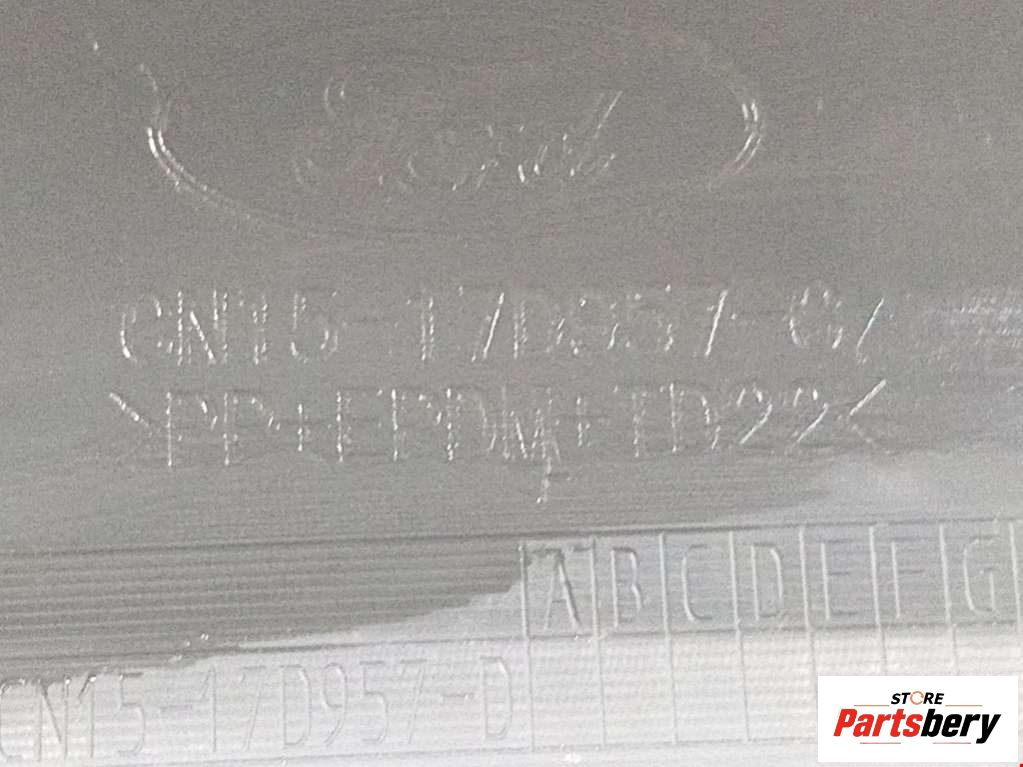 Ford
CN15-17D957-G/
>PP+EPDM+TD22<
A B C D E F G
CN15-17D957-D
STORE
Partsbery